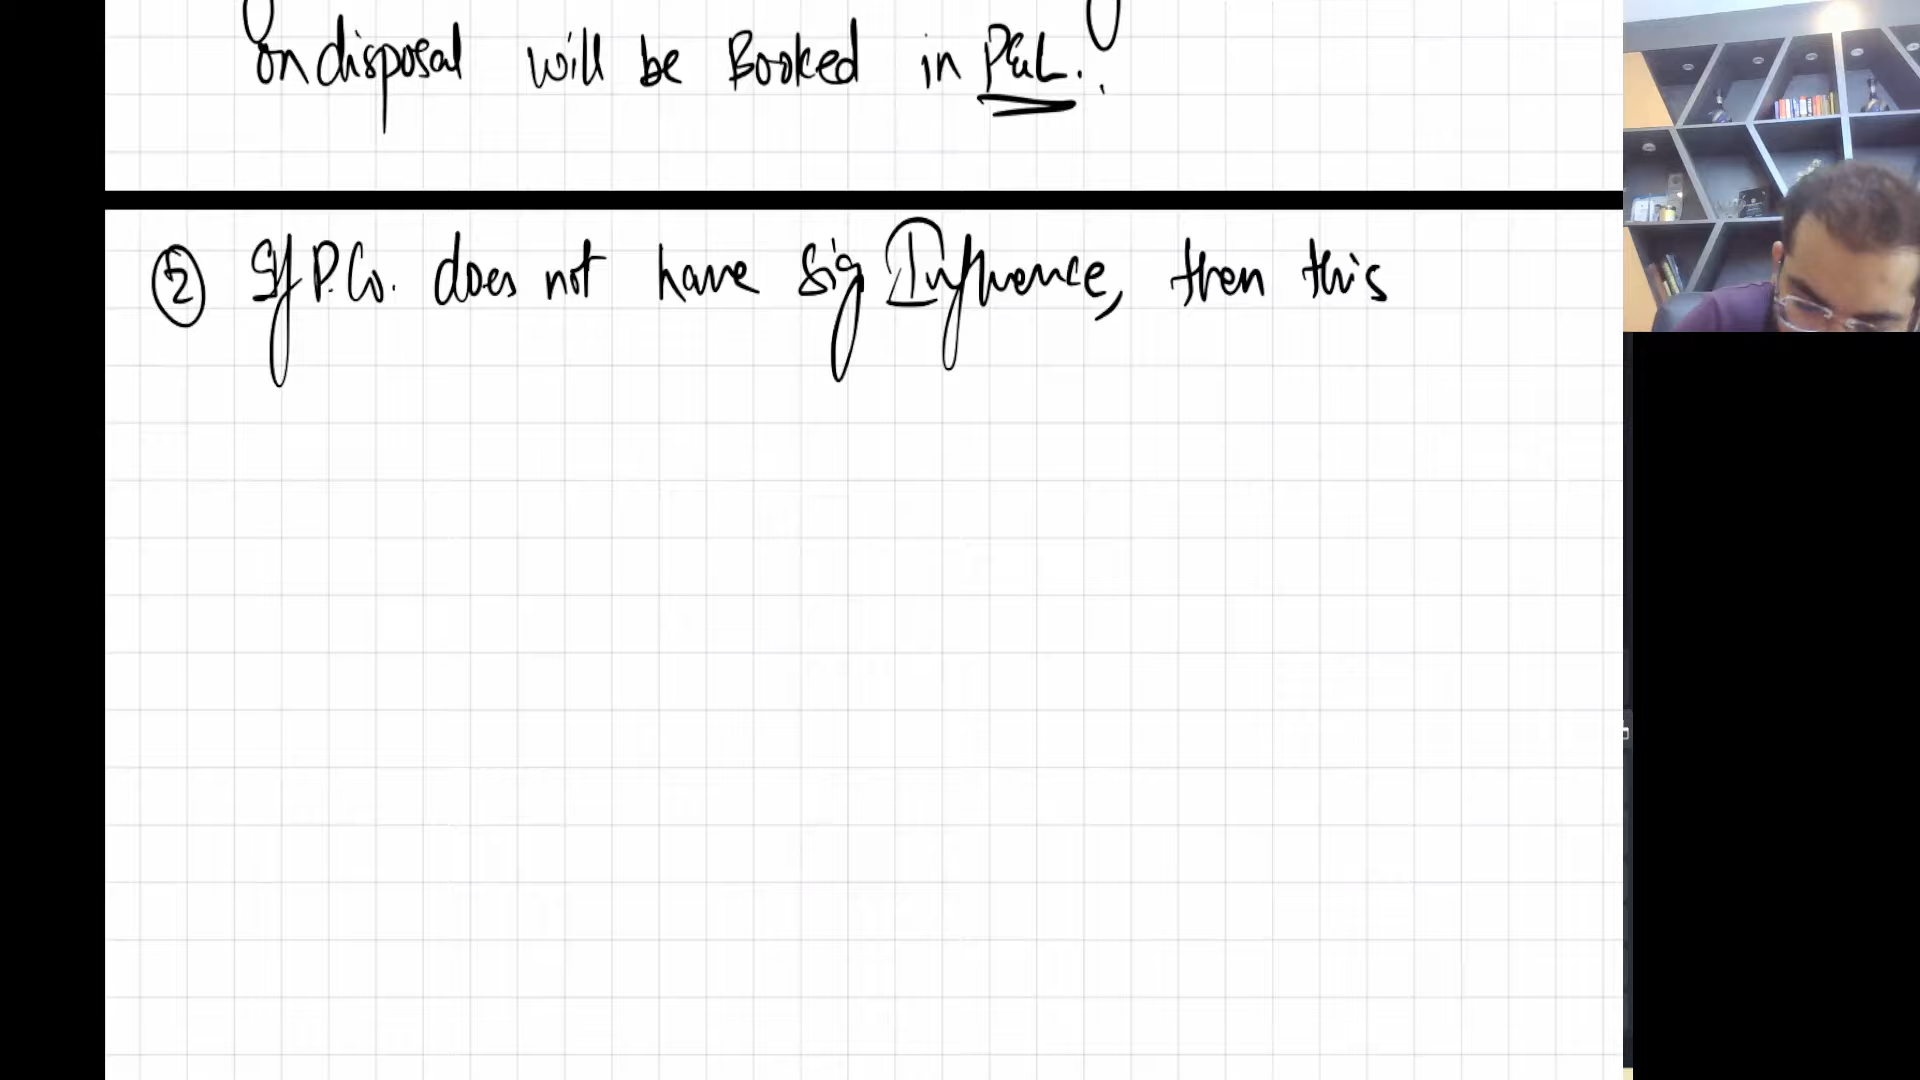 on disposal will be Booked in P&L.
② If P.Co. does not have sig Influence, then this